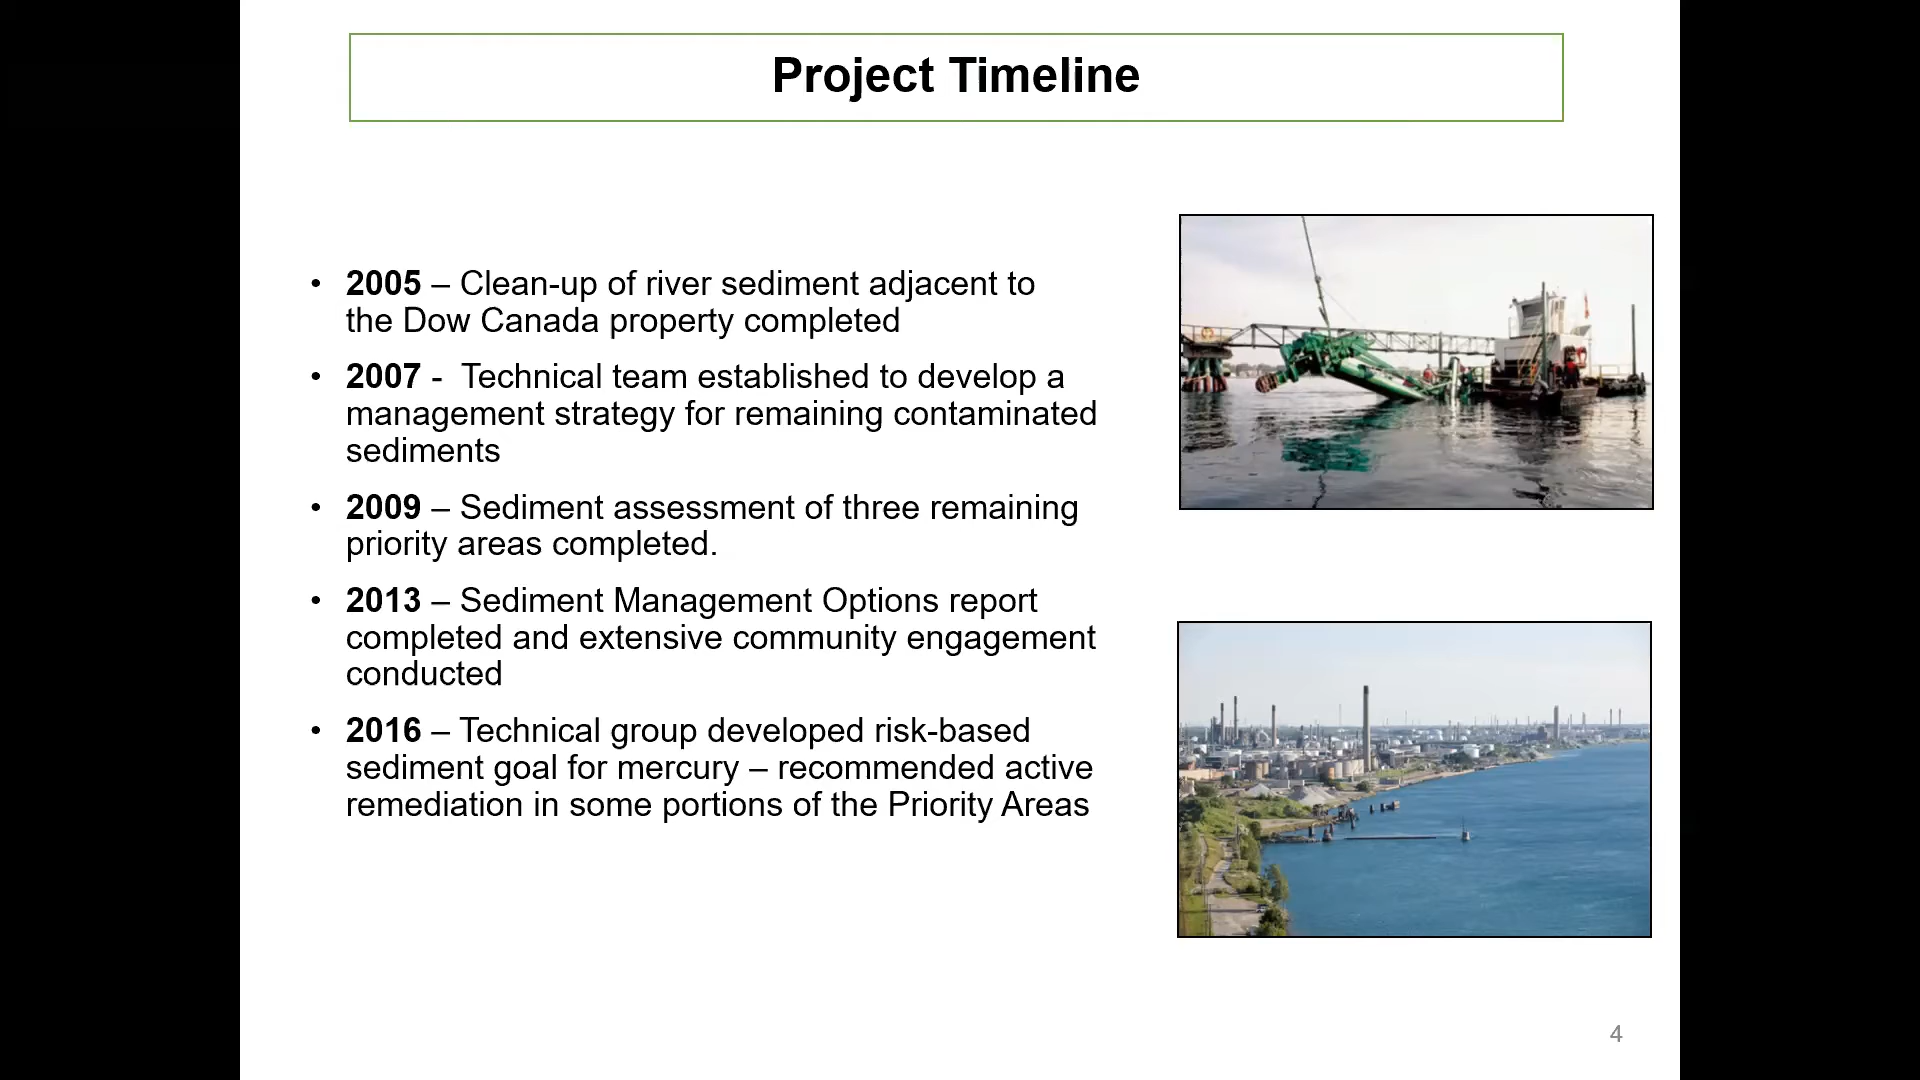 Project Timeline
• 2005 – Clean-up of river sediment adjacent to
the Dow Canada property completed
• 2007 -  Technical team established to develop a
management strategy for remaining contaminated
sediments
• 2009 – Sediment assessment of three remaining
priority areas completed.
• 2013 – Sediment Management Options report
completed and extensive community engagement
conducted
• 2016 – Technical group developed risk-based
sediment goal for mercury – recommended active
remediation in some portions of the Priority Areas
4